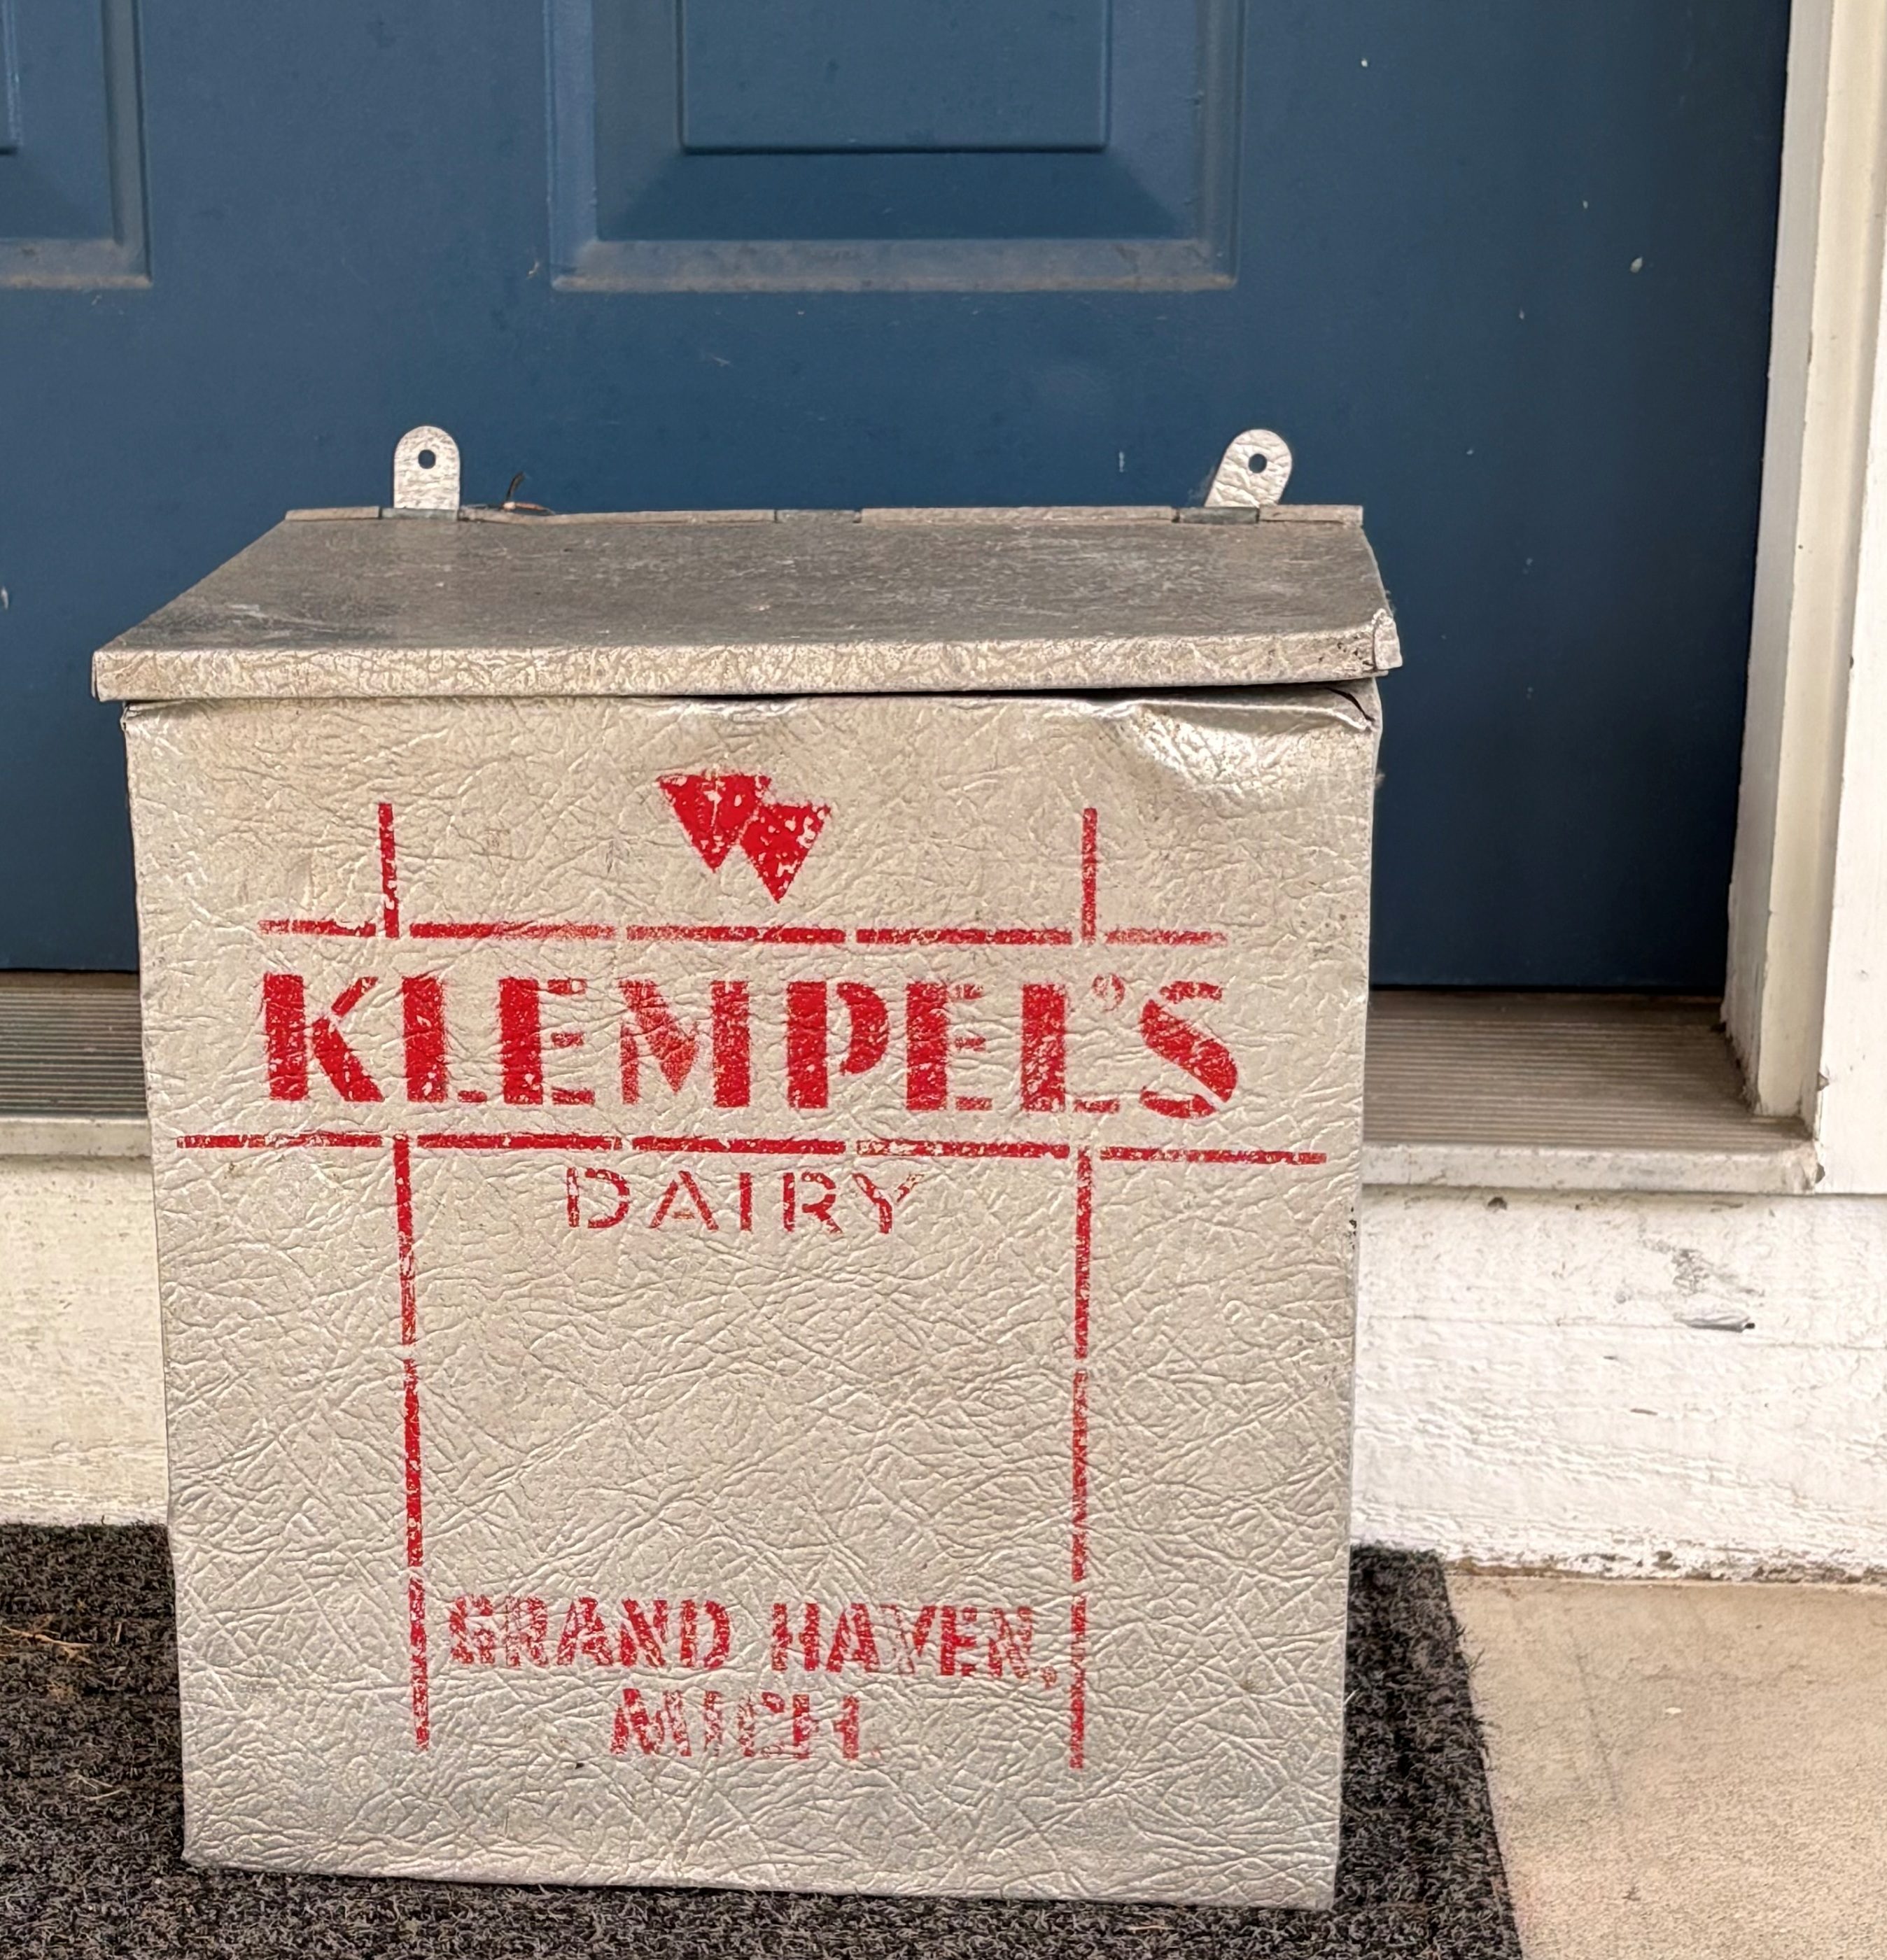 KLEMPEL'S
DAIRY
GRAND HAVEN,
MICH